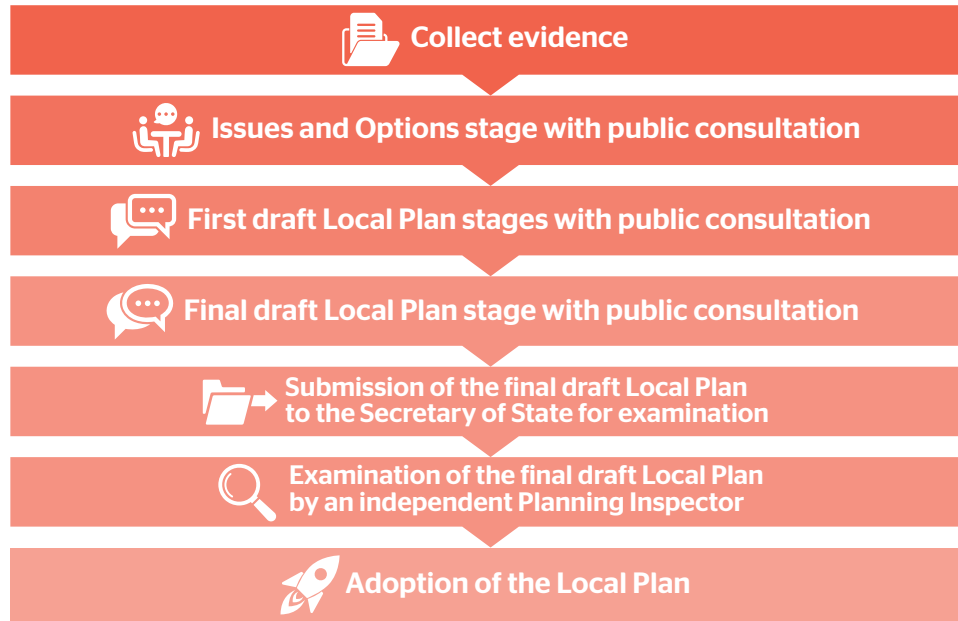 Collect evidence
Issues and Options stage with public consultation
First draft Local Plan stages with public consultation
Final draft Local Plan stage with public consultation
Submission of the final draft Local Plan
to the Secretary of State for examination
Examination of the final draft Local Plan
by an independent Planning Inspector
Adoption of the Local Plan